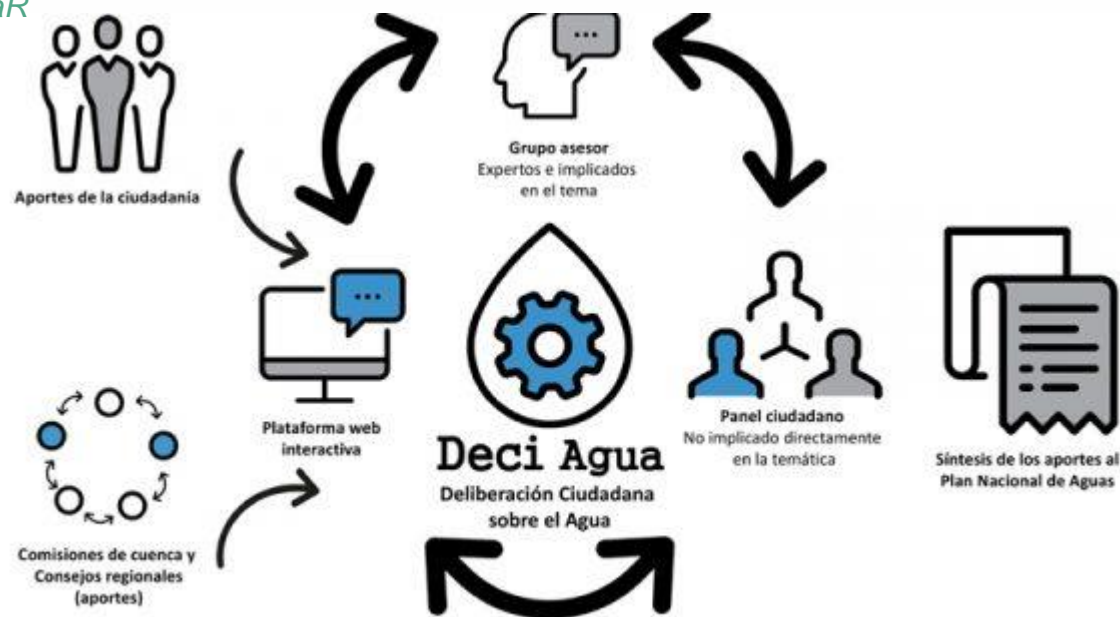 aR
Aportes de la ciudadanía
Grupo asesor
Expertos e implicados
en el tema
Plataforma web
interactiva
Comisiones de cuenca y
Consejos regionales
(aportes)
Deci Agua
Deliberación Ciudadana
sobre el Agua
Panel ciudadano
No implicado directamente
en la temática
Síntesis de los aportes al
Plan Nacional de Aguas